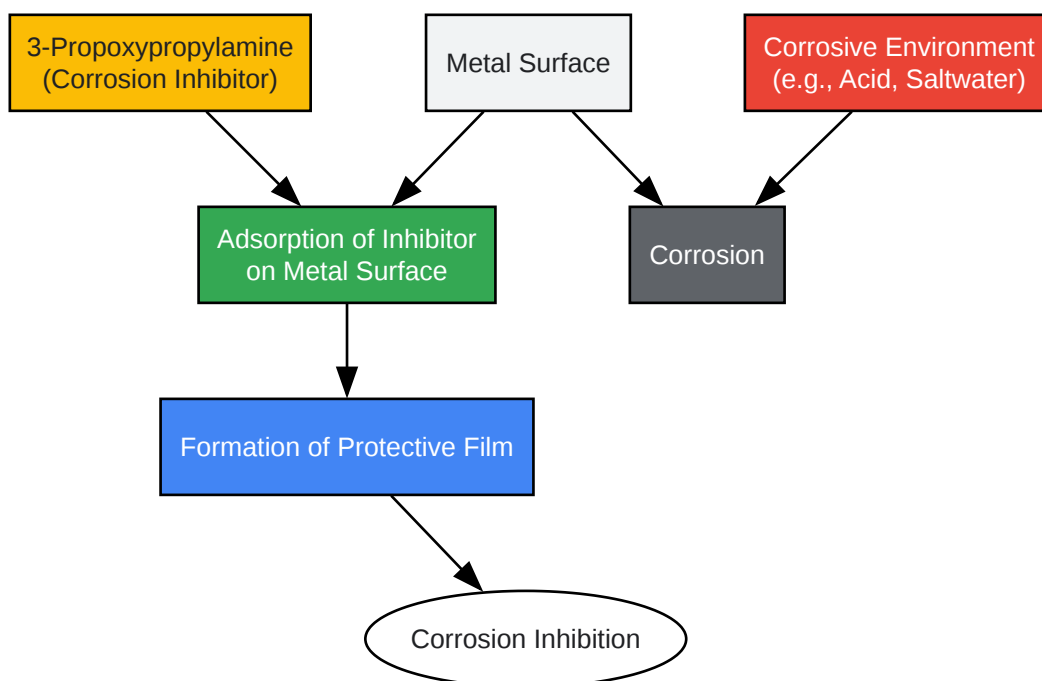 3-Propoxypropylamine
(Corrosion Inhibitor)
Metal Surface
Corrosive Environment
(e.g., Acid, Saltwater)
Adsorption of Inhibitor
on Metal Surface
Corrosion
Formation of Protective Film
Corrosion Inhibition